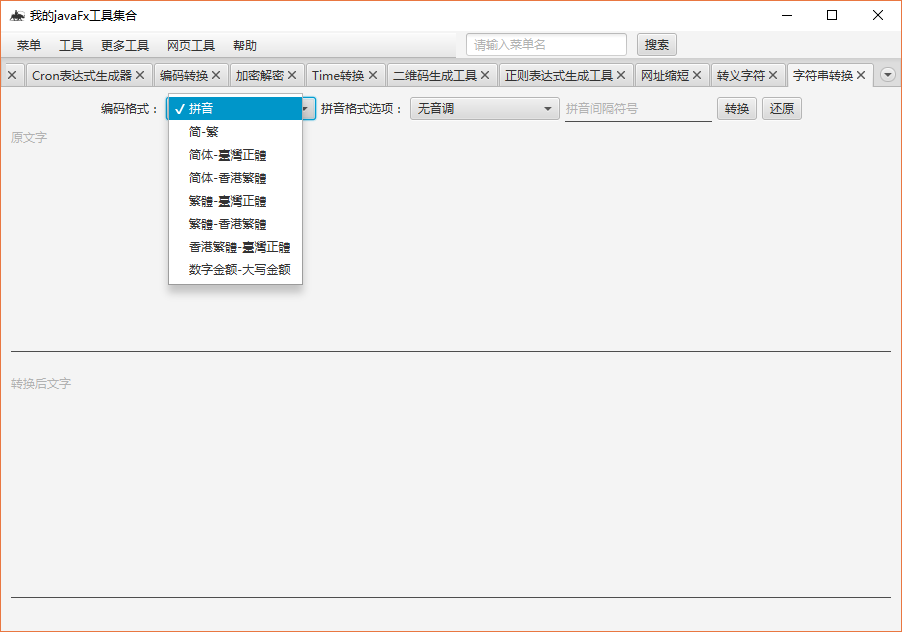 我的javaFx工具集合
菜单 工具 更多工具 网页工具 帮助 请输入菜单名 搜索
Cron表达式生成器 编码转换 加密解密 Time转换 二维码生成工具 正则表达式生成工具 网址缩短 转义字符 字符串转换
编码格式： 拼音 拼音格式选项： 无音调 拼音间隔符号 转换 还原
原文字
简-繁
简体-臺灣正體
简体-香港繁體
繁體-臺灣正體
繁體-香港繁體
香港繁體-臺灣正體
数字金额-大写金额
转换后文字